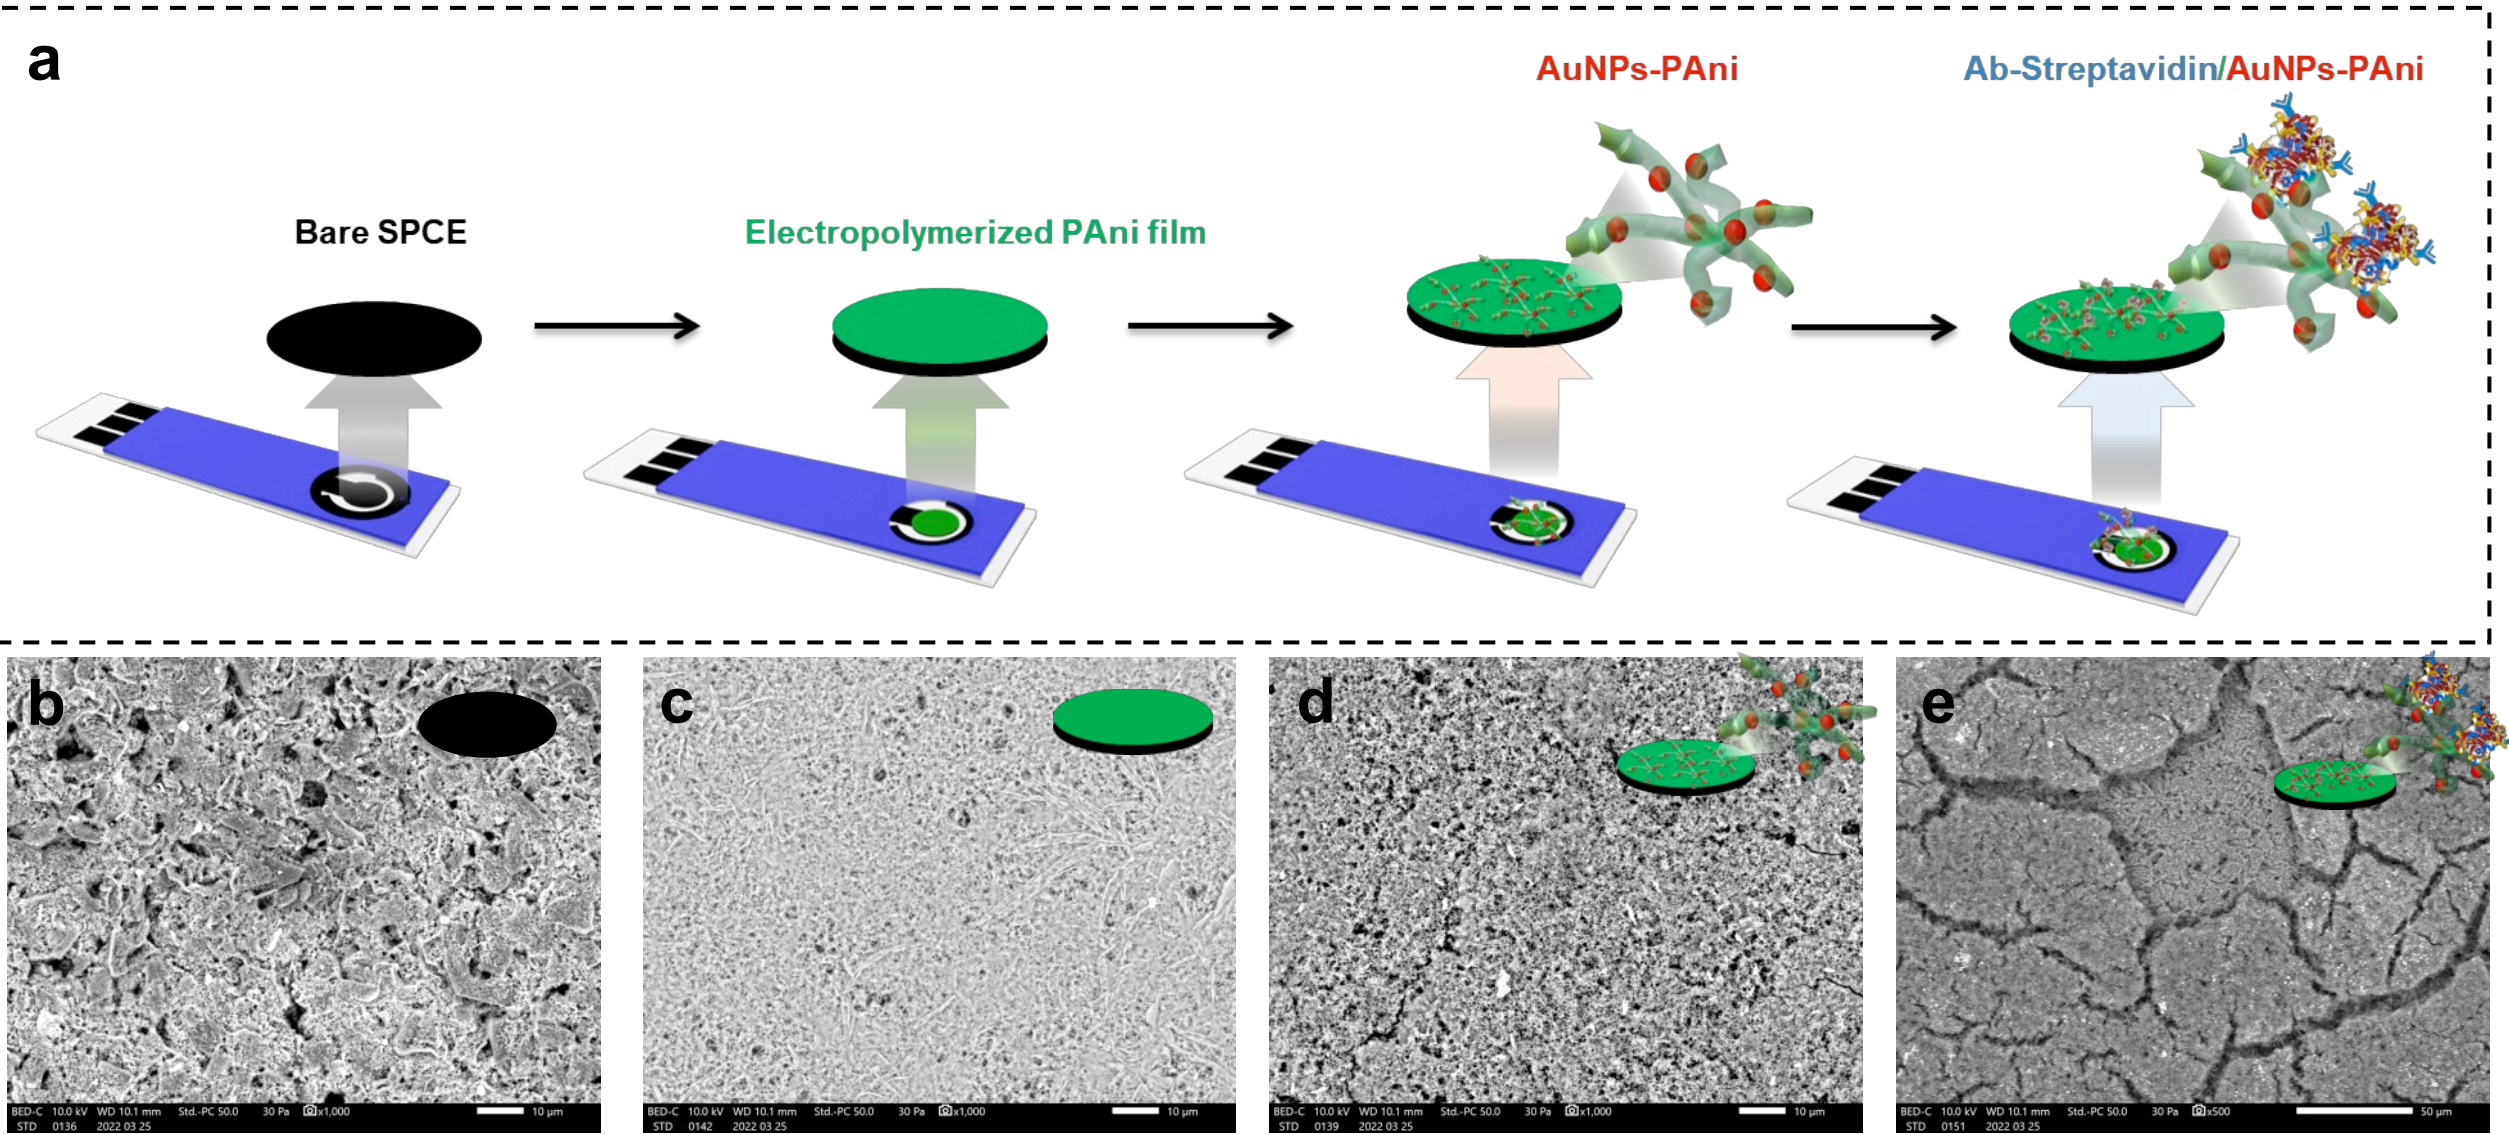 a
AuNPs-PAni
Ab-Streptavidin/AuNPs-PAni
Bare SPCE
Electropolymerized PAni film
b
c
d
e
BED-C 10.0 kV WD 10.1 mm Std.-PC 50.0 30 Pa x1,000 10 µm
STD 0136 2022 03 25
BED-C 10.0 kV WD 10.1 mm Std.-PC 50.0 30 Pa x1,000 10 µm
STD 0142 2022 03 25
BED-C 10.0 kV WD 10.1 mm Std.-PC 50.0 30 Pa x1,000 10 µm
STD 0139 2022 03 25
BED-C 10.0 kV WD 10.1 mm Std.-PC 50.0 30 Pa x500 50 µm
STD 0151 2022 03 25